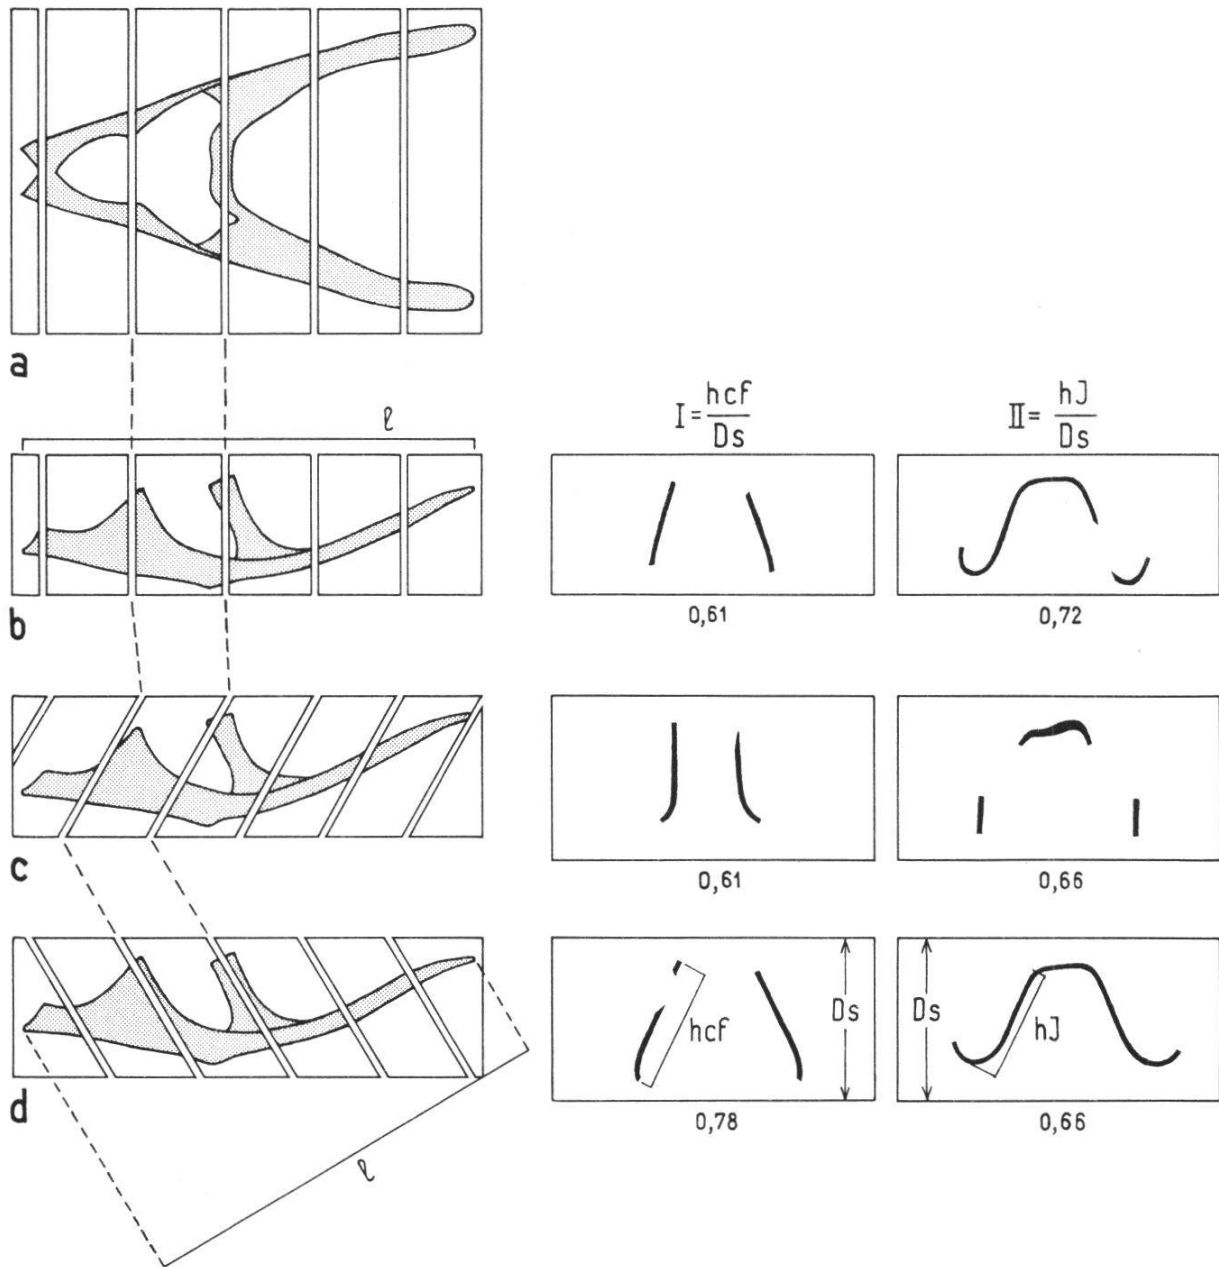 a
ℓ
I = hcf / Ds
II = hJ / Ds
b
0,61
0,72
c
0,61
0,66
hcf
Ds
Ds
hJ
d
0,78
0,66
ℓ